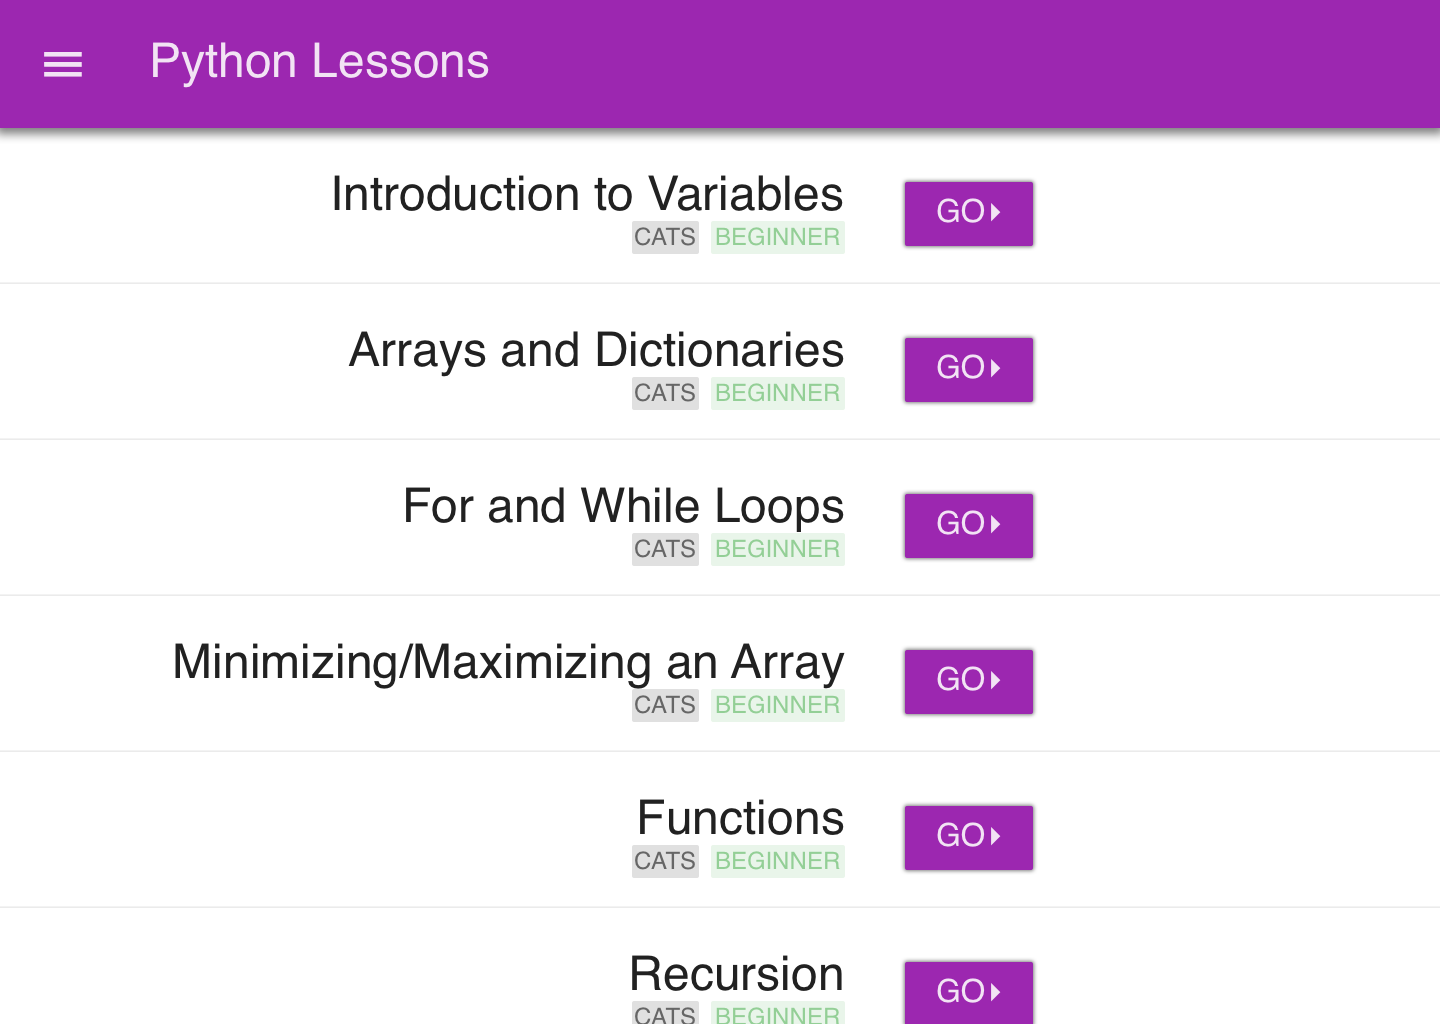 Python Lessons
Introduction to Variables
GO
CATS BEGINNER
Arrays and Dictionaries
GO
CATS BEGINNER
For and While Loops
GO
CATS BEGINNER
Minimizing/Maximizing an Array
GO
CATS BEGINNER
Functions
GO
CATS BEGINNER
Recursion
GO
CATS BEGINNER